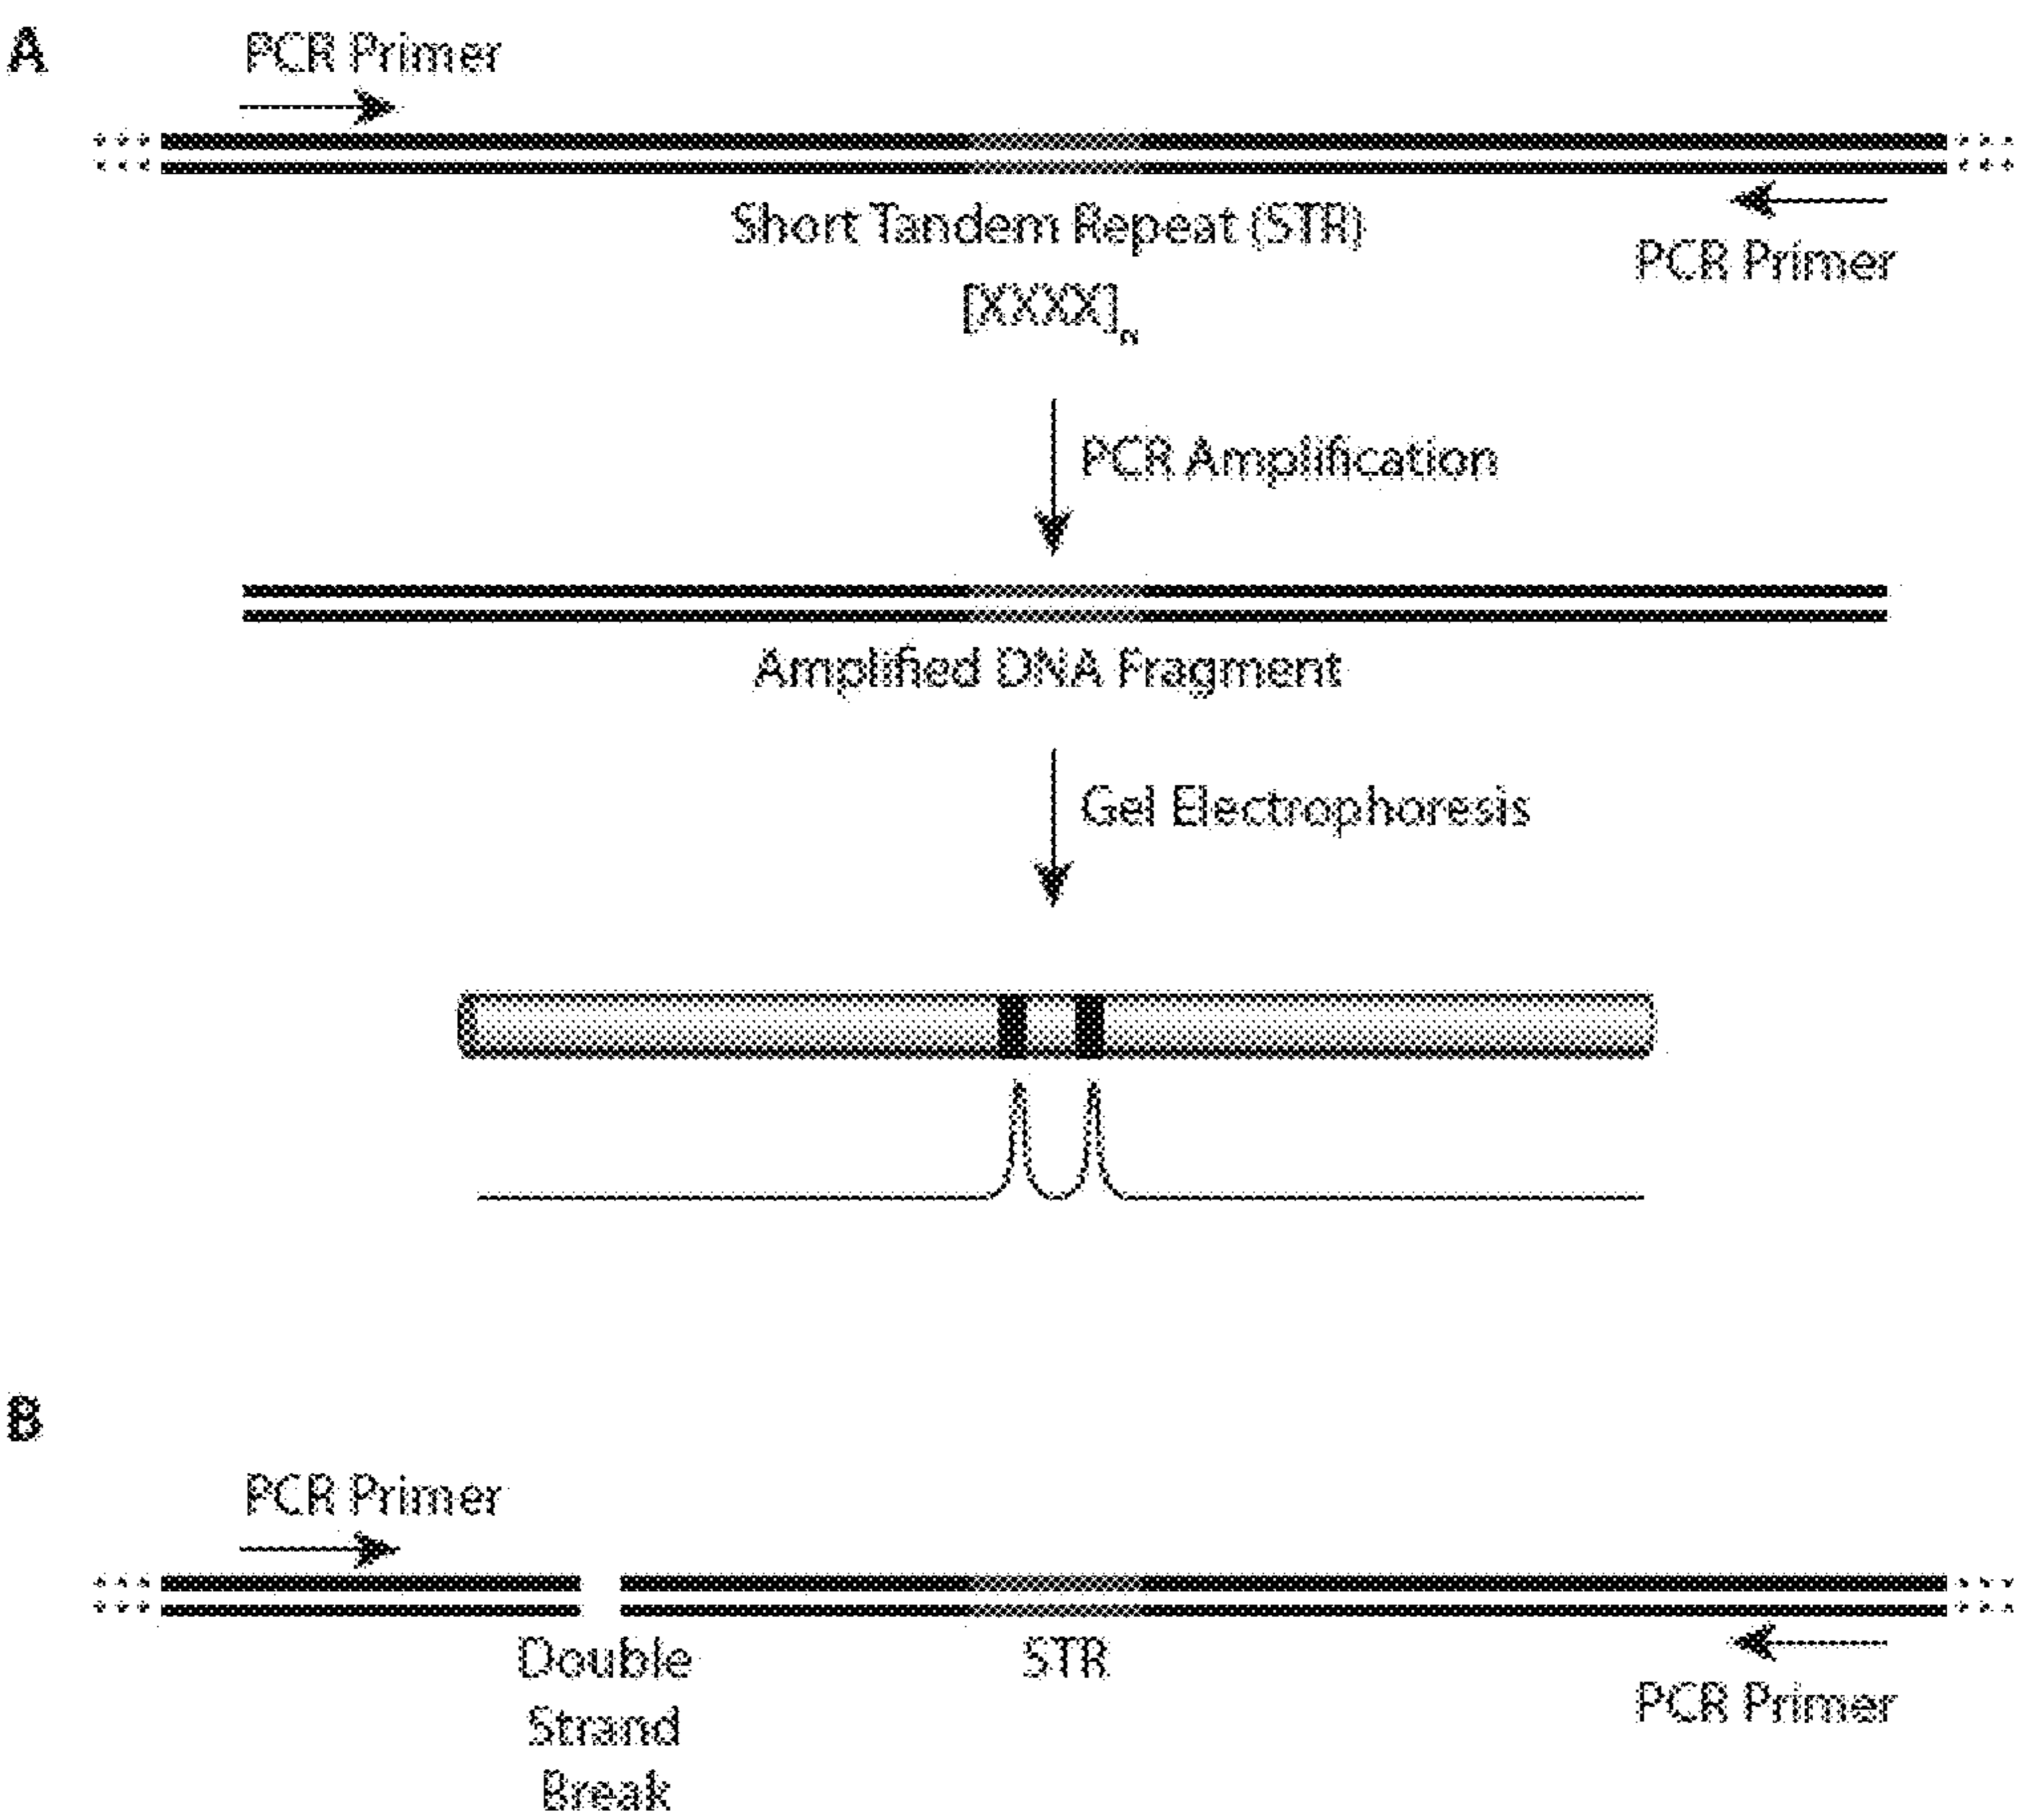 A
PCR Primer
Short Tandem Repeat (STR)
PCR Primer
[XXXX]n
PCR Amplification
Amplified DNA Fragment
Gel Electrophoresis
B
PCR Primer
Double
STR
Strand
PCR Primer
Break